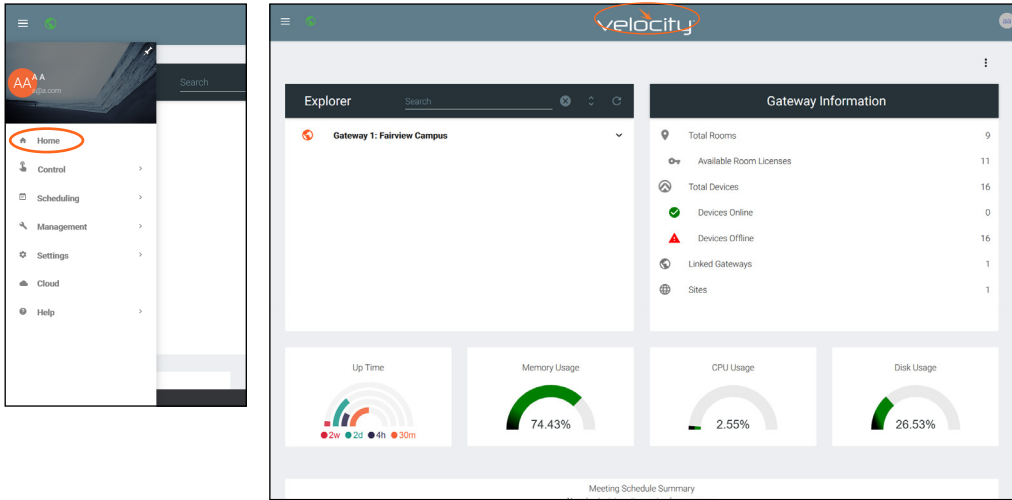 AA
A A
a@a.com
Search
Home
Control
Scheduling
Management
Settings
Cloud
Help
velocity
aa
Explorer
Search
Gateway 1: Fairview Campus
Gateway Information
Total Rooms 9
Available Room Licenses 11
Total Devices 16
Devices Online 0
Devices Offline 16
Linked Gateways 1
Sites 1
Up Time
2w 2d 4h 30m
Memory Usage
74.43%
CPU Usage
2.55%
Disk Usage
26.53%
Meeting Schedule Summary